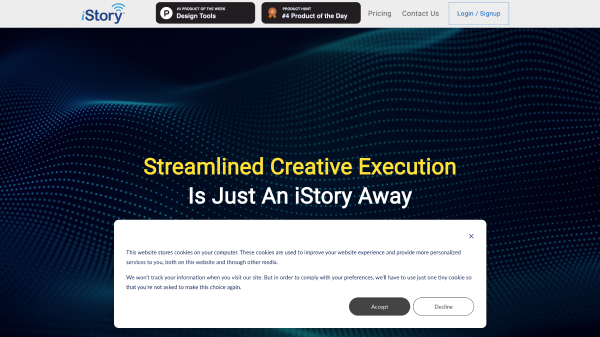 iStory
#5 PRODUCT OF THE WEEK
Design Tools
PRODUCT HUNT
#4 Product of the Day
Pricing
Contact Us
Login / Signup
Streamlined Creative Execution
Is Just An iStory Away
This website stores cookies on your computer. These cookies are used to improve your website experience and provide more personalized
services to you, both on this website and through other media.
We won't track your information when you visit our site. But in order to comply with your preferences, we'll have to use just one tiny cookie so
that you're not asked to make this choice again.
Accept
Decline